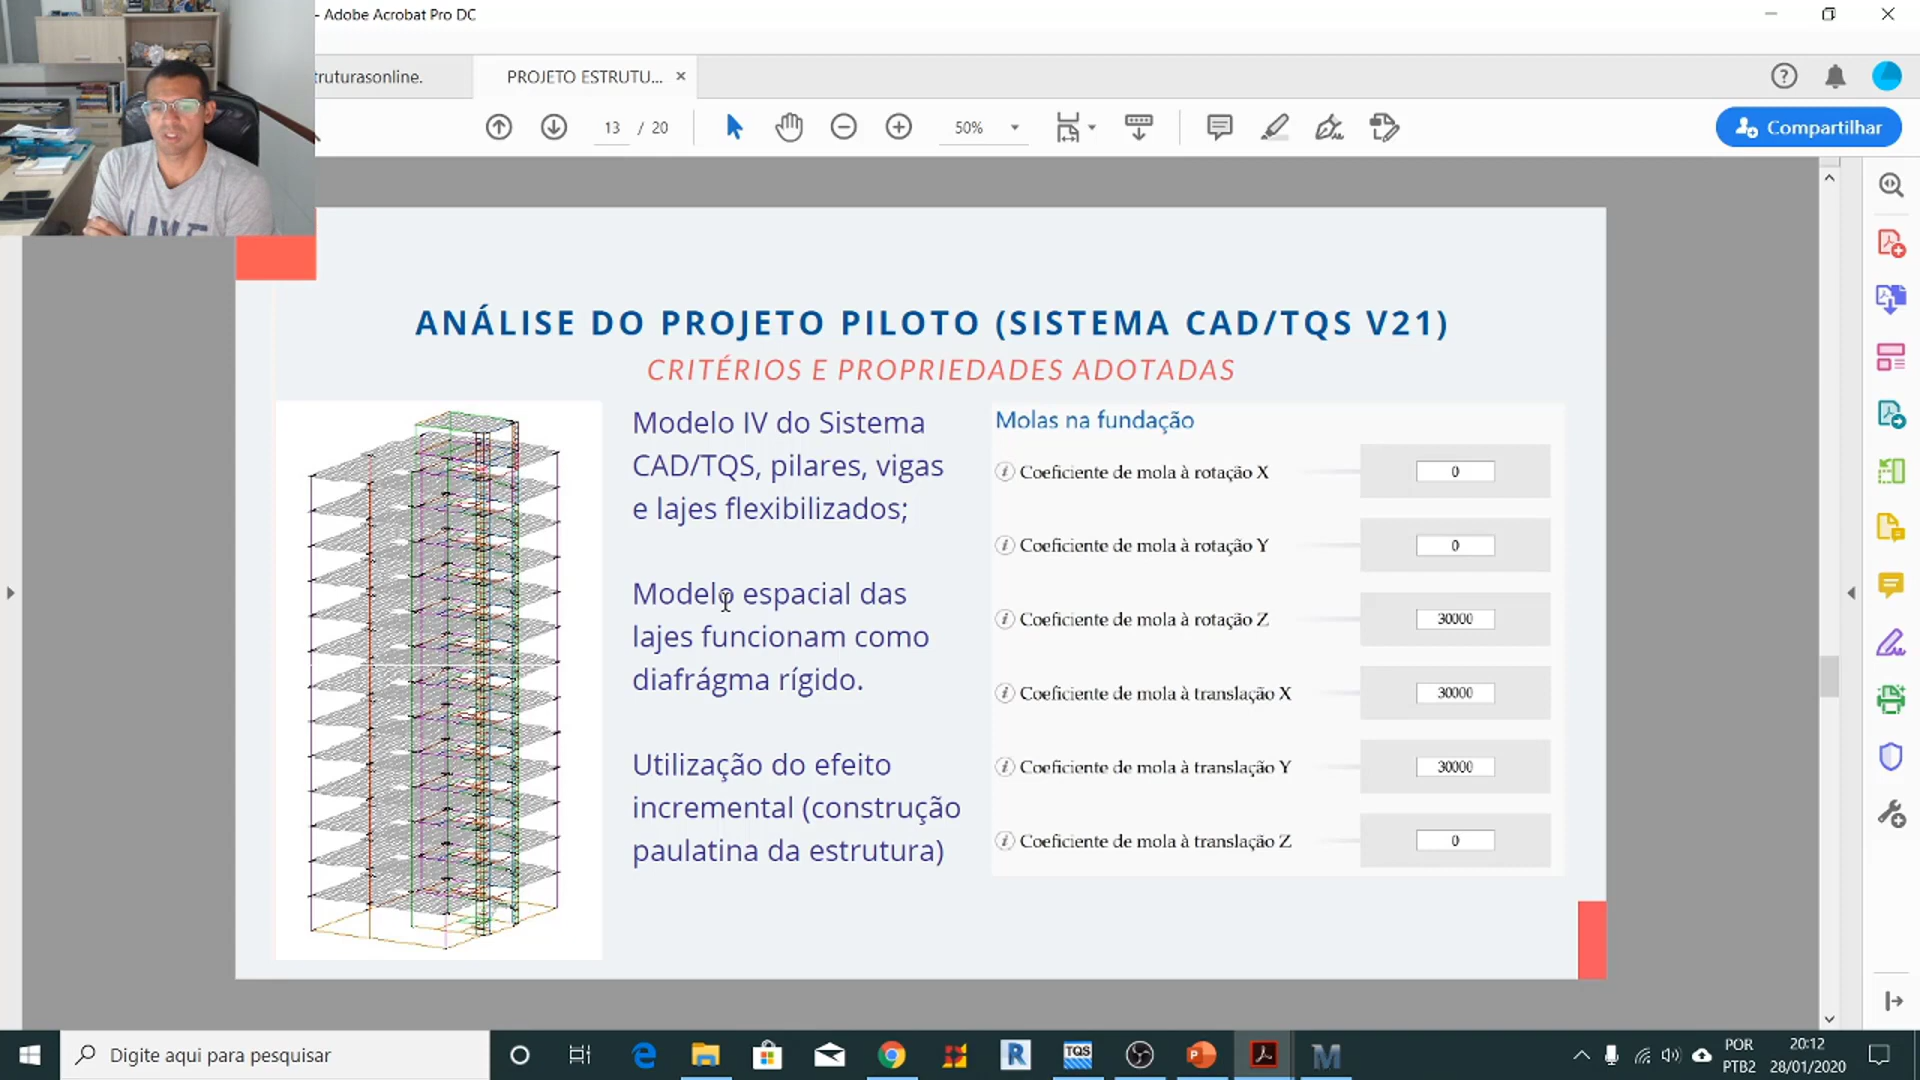 - Adobe Acrobat Pro DC
ruturasonline.
PROJETO ESTRUTU...
13 / 20
50%
Compartilhar
ANÁLISE DO PROJETO PILOTO (SISTEMA CAD/TQS V21)
CRITÉRIOS E PROPRIEDADES ADOTADAS
Modelo IV do Sistema
CAD/TQS, pilares, vigas
e lajes flexibilizados;
Modelo espacial das
lajes funcionam como
diafrágma rígido.
Utilização do efeito
incremental (construção
paulatina da estrutura)
Molas na fundação
Coeficiente de mola à rotação X 0
Coeficiente de mola à rotação Y 0
Coeficiente de mola à rotação Z 30000
Coeficiente de mola à translação X 30000
Coeficiente de mola à translação Y 30000
Coeficiente de mola à translação Z 0
Digite aqui para pesquisar
TQS
POR
PTB2
20:12
28/01/2020